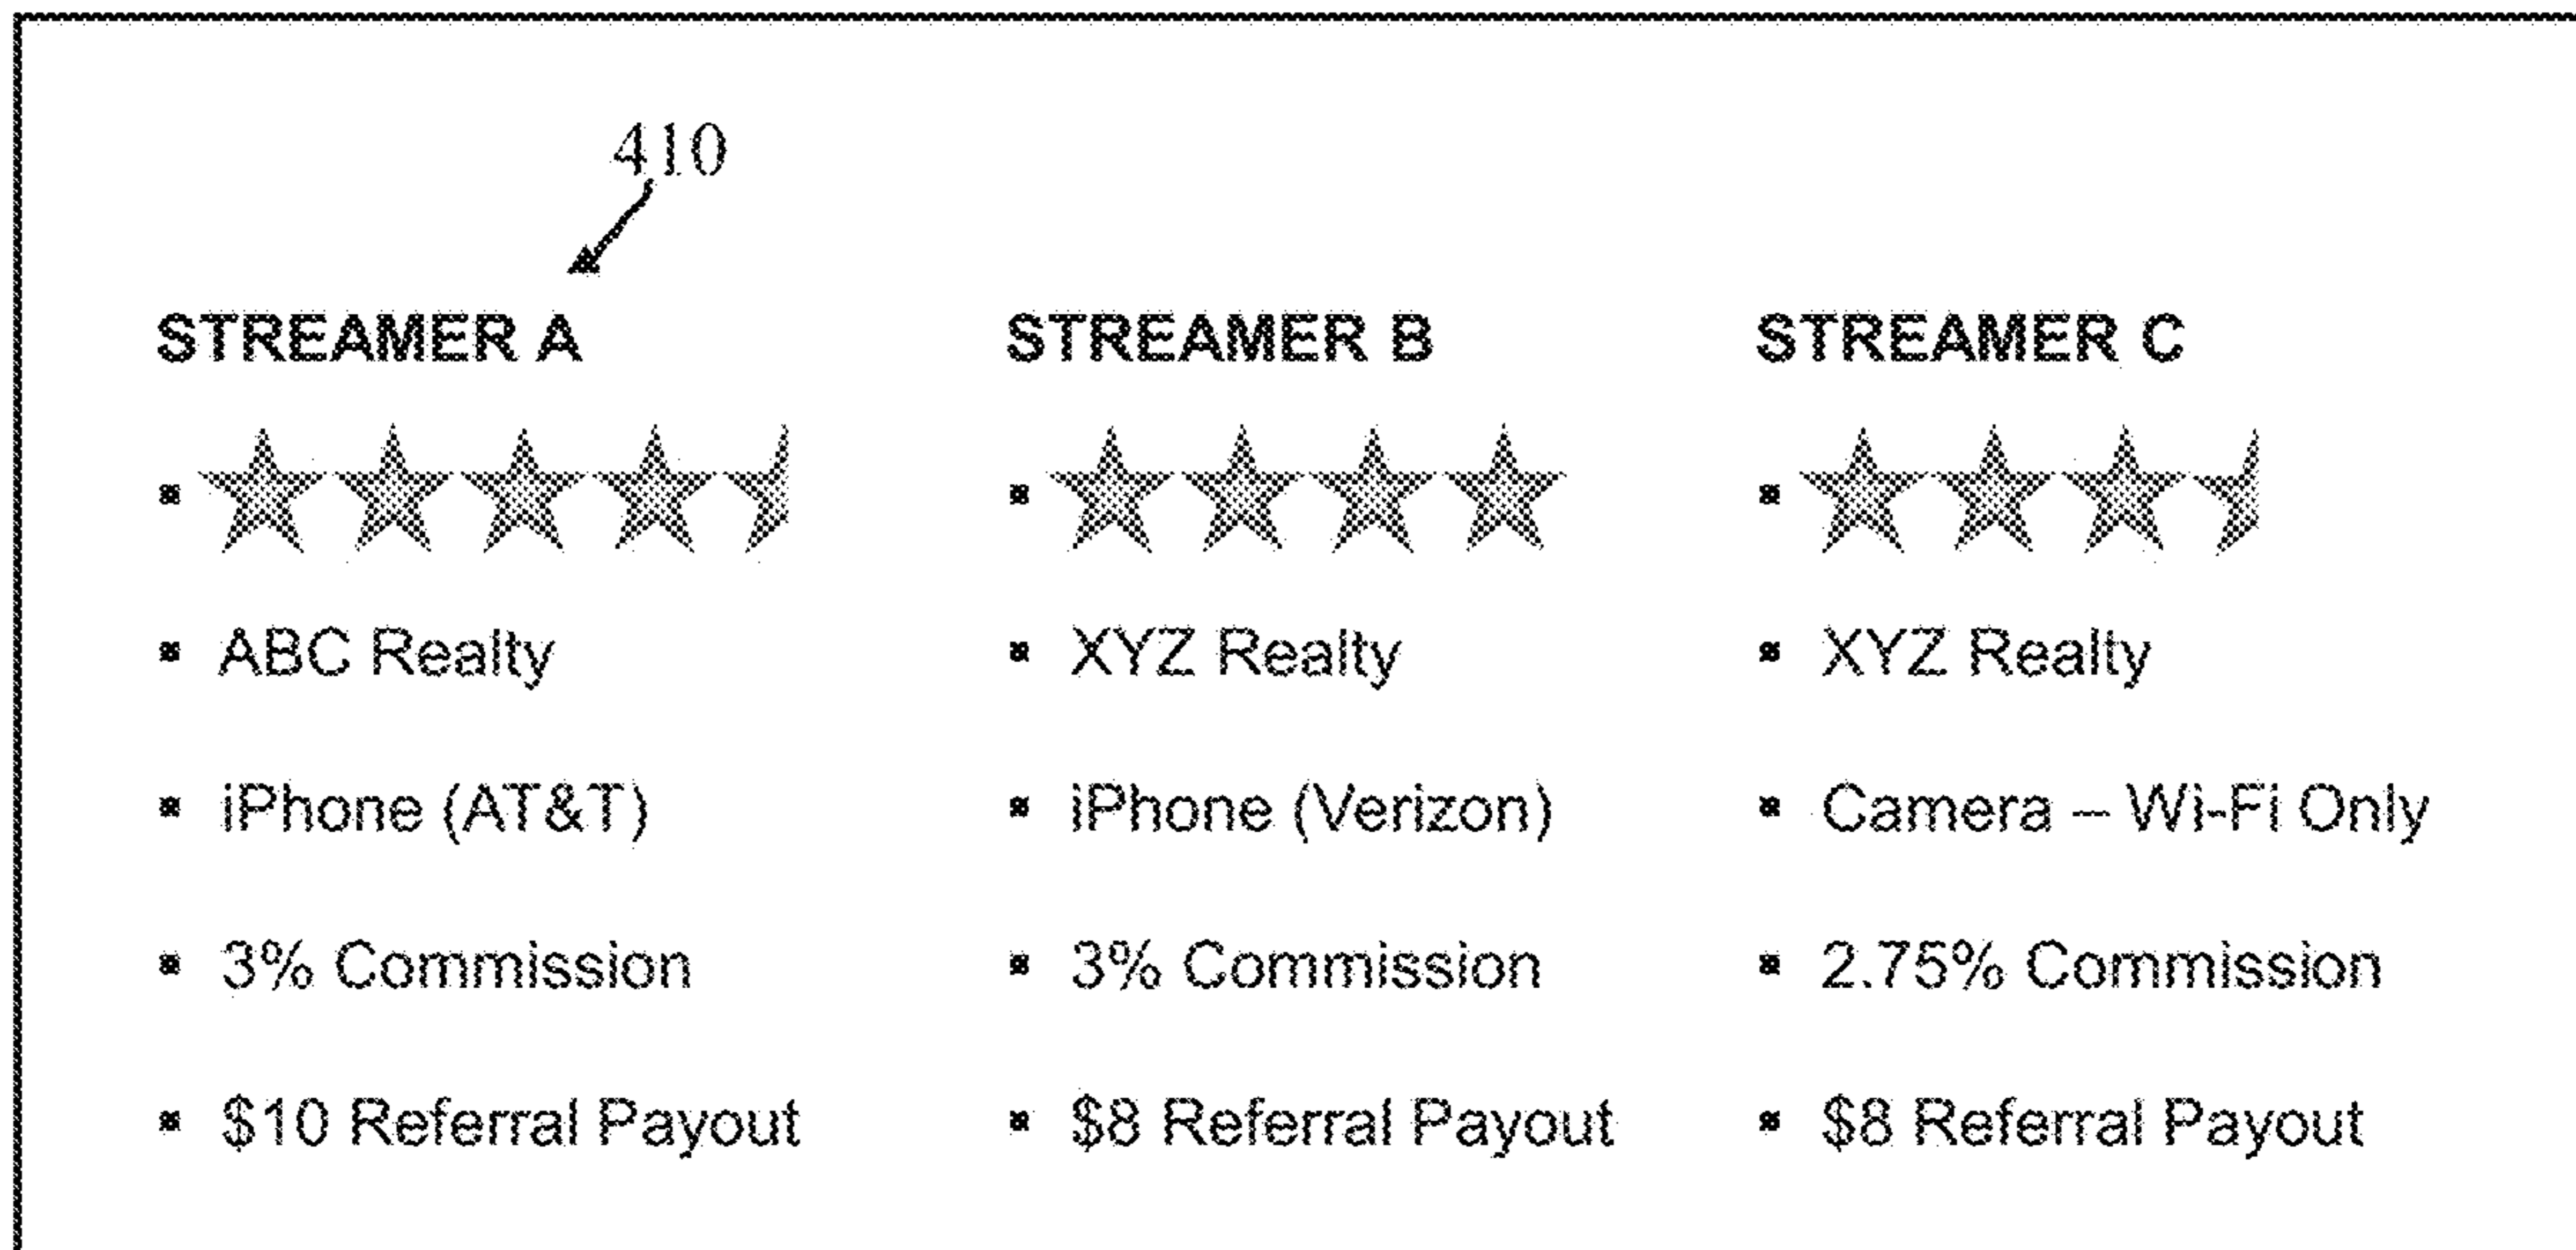 410
STREAMER A
ABC Realty
iPhone (AT&T)
3% Commission
$10 Referral Payout
STREAMER B
XYZ Realty
iPhone (Verizon)
3% Commission
$8 Referral Payout
STREAMER C
XYZ Realty
Camera – Wi-Fi Only
2.75% Commission
$8 Referral Payout